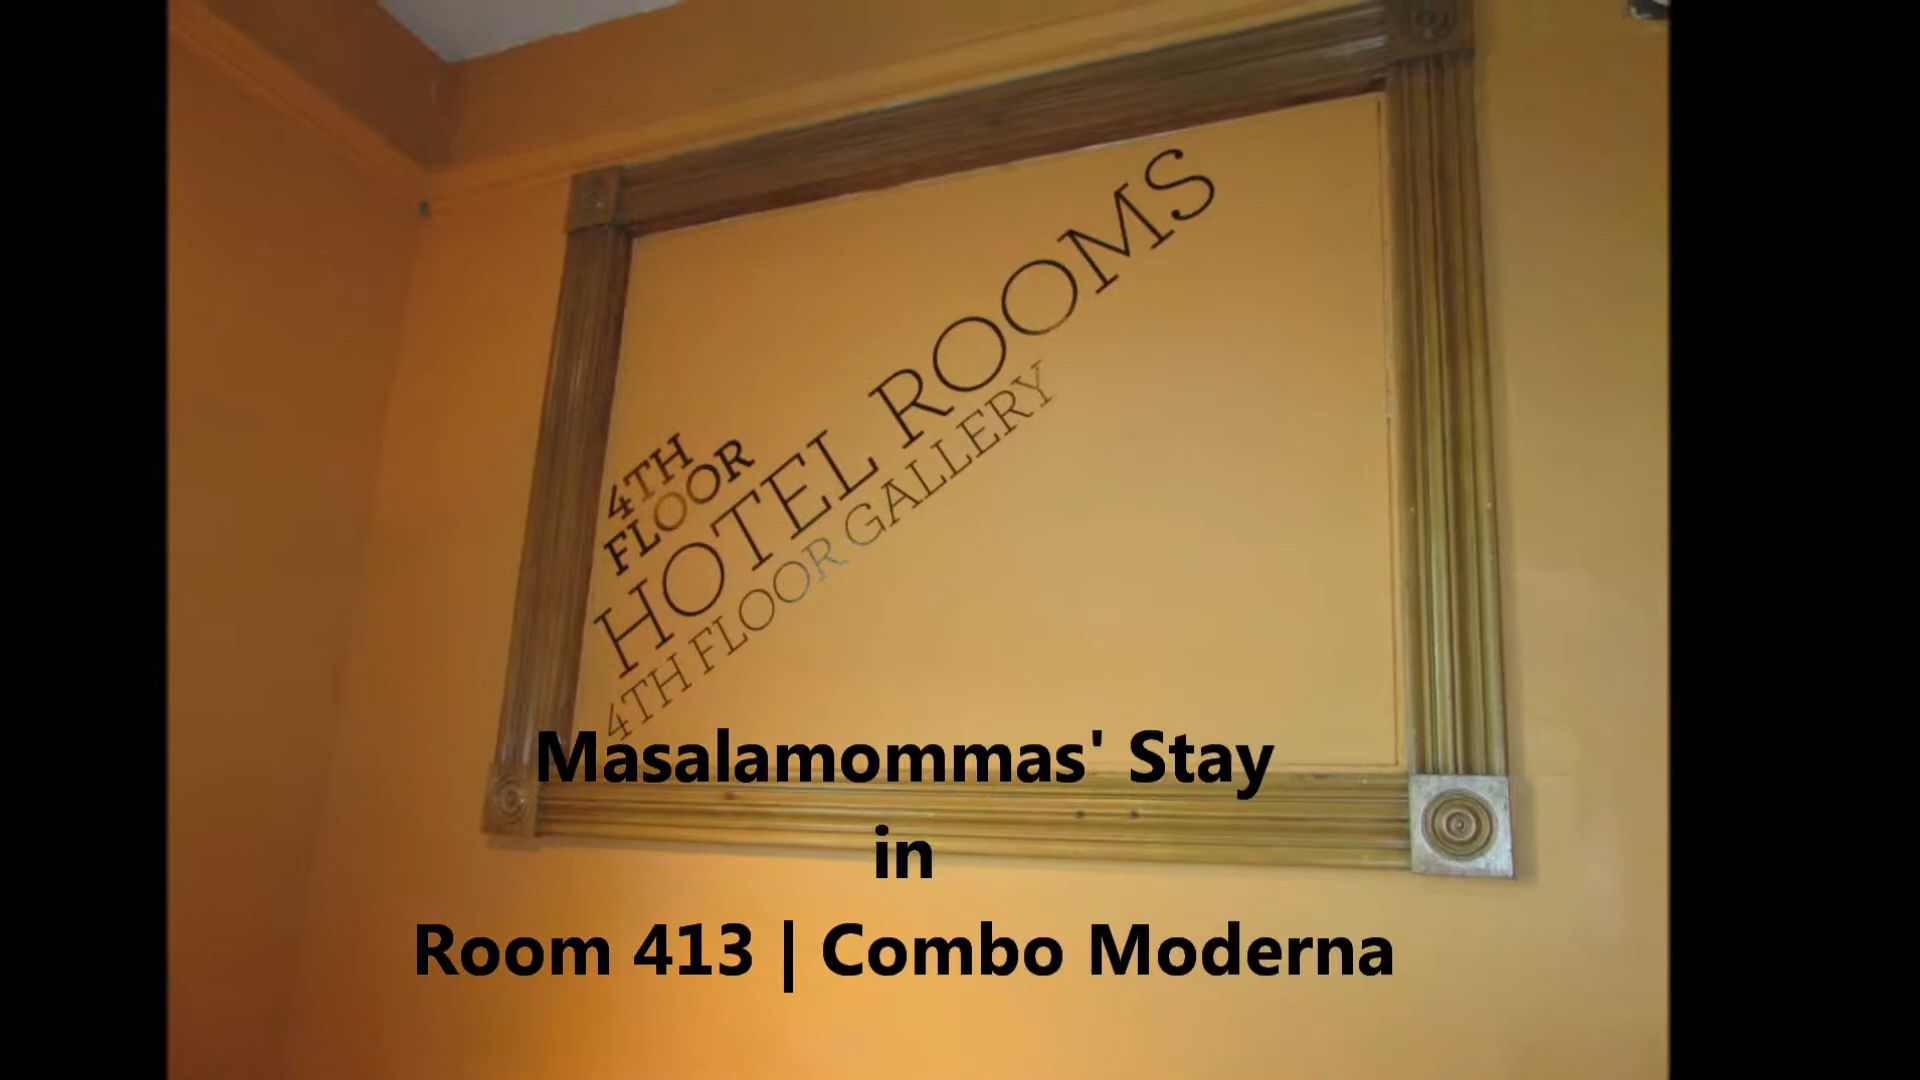 4TH
FLOOR
HOTEL ROOMS
4TH FLOOR GALLERY
Masalamommas' Stay
in
Room 413 | Combo Moderna